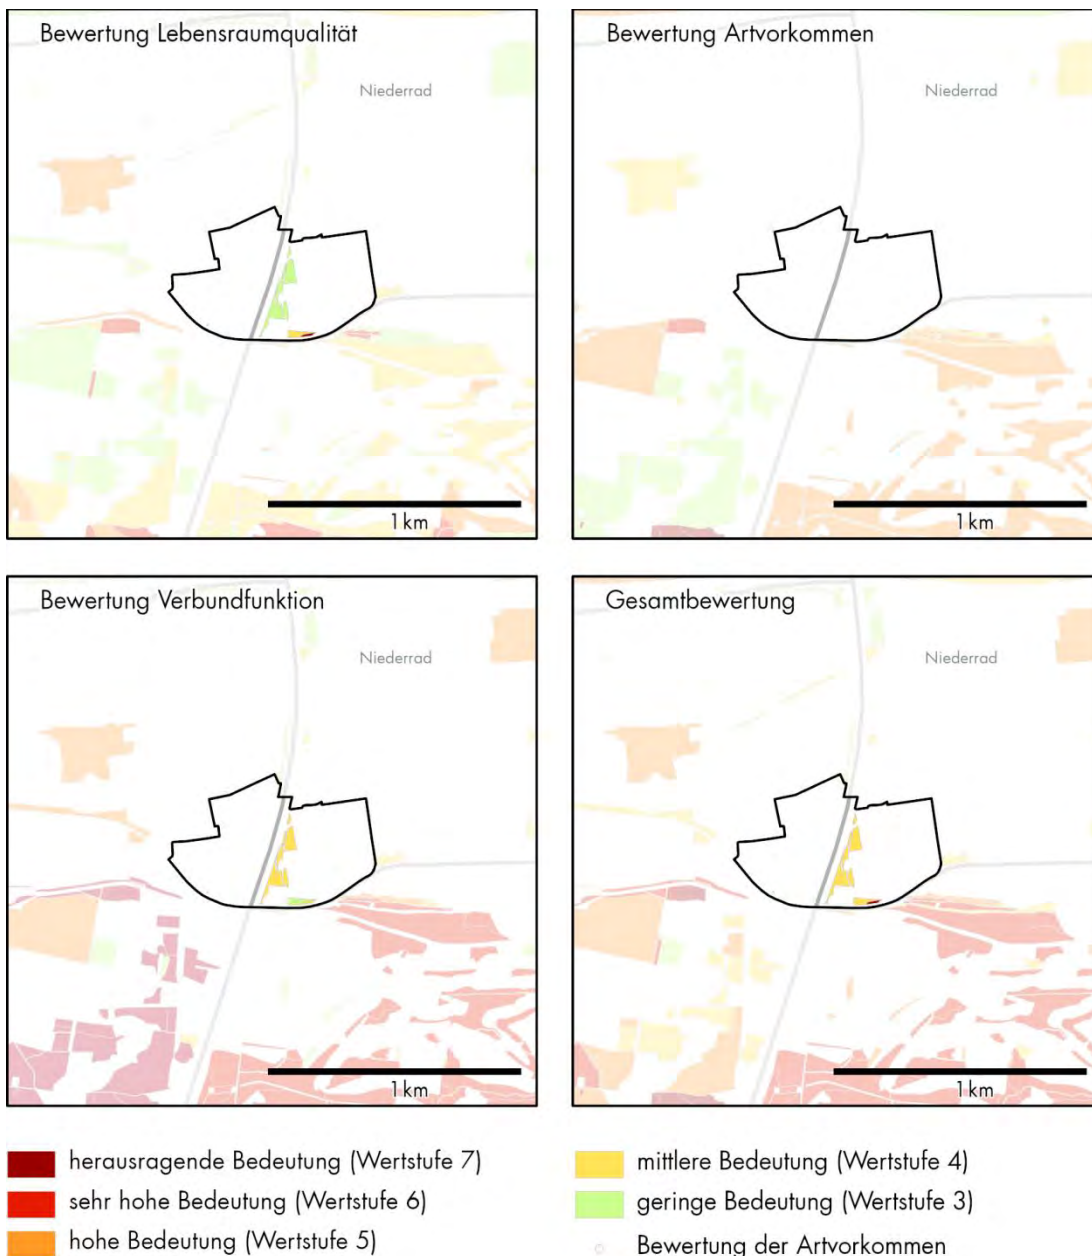 Bewertung Lebensraumqualität
Niederrad
1 km
Bewertung Artvorkommen
Niederrad
1 km
Bewertung Verbundfunktion
Niederrad
1 km
Gesamtbewertung
Niederrad
1 km
herausragende Bedeutung (Wertstufe 7)
sehr hohe Bedeutung (Wertstufe 6)
hohe Bedeutung (Wertstufe 5)
mittlere Bedeutung (Wertstufe 4)
geringe Bedeutung (Wertstufe 3)
Bewertung der Artvorkommen